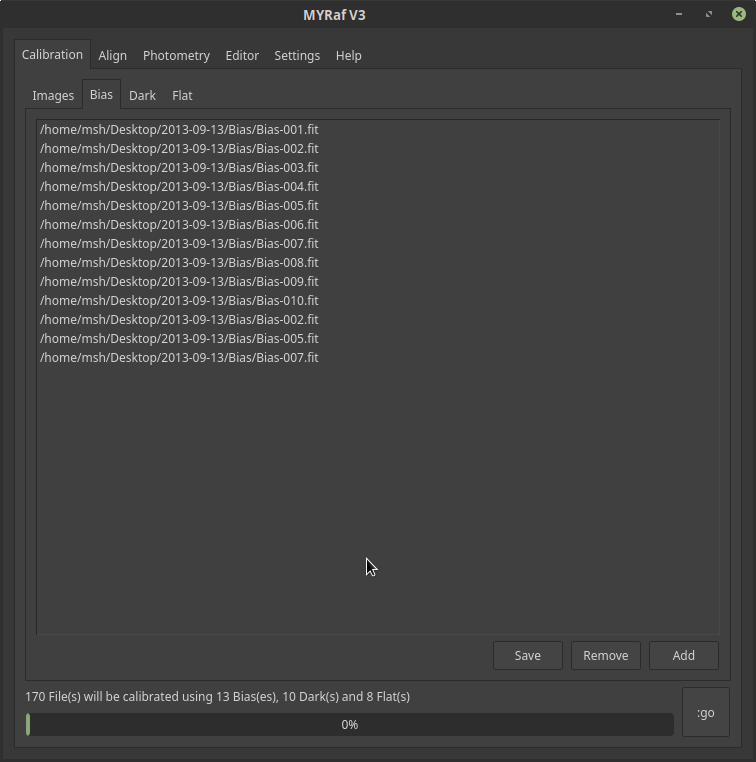 MYRaf V3
Calibration Align Photometry Editor Settings Help
Images Bias Dark Flat
/home/msh/Desktop/2013-09-13/Bias/Bias-001.fit
/home/msh/Desktop/2013-09-13/Bias/Bias-002.fit
/home/msh/Desktop/2013-09-13/Bias/Bias-003.fit
/home/msh/Desktop/2013-09-13/Bias/Bias-004.fit
/home/msh/Desktop/2013-09-13/Bias/Bias-005.fit
/home/msh/Desktop/2013-09-13/Bias/Bias-006.fit
/home/msh/Desktop/2013-09-13/Bias/Bias-007.fit
/home/msh/Desktop/2013-09-13/Bias/Bias-008.fit
/home/msh/Desktop/2013-09-13/Bias/Bias-009.fit
/home/msh/Desktop/2013-09-13/Bias/Bias-010.fit
/home/msh/Desktop/2013-09-13/Bias/Bias-002.fit
/home/msh/Desktop/2013-09-13/Bias/Bias-005.fit
/home/msh/Desktop/2013-09-13/Bias/Bias-007.fit
Save Remove Add
170 File(s) will be calibrated using 13 Bias(es), 10 Dark(s) and 8 Flat(s)
0%
:go